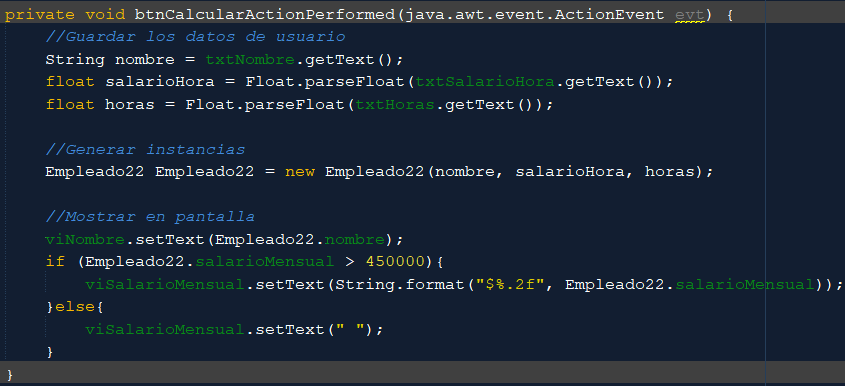 private void btnCalcularActionPerformed(java.awt.event.ActionEvent evt) {
    //Guardar los datos de usuario
    String nombre = txtNombre.getText();
    float salarioHora = Float.parseFloat(txtSalarioHora.getText());
    float horas = Float.parseFloat(txtHoras.getText());

    //Generar instancias
    Empleado22 Empleado22 = new Empleado22(nombre, salarioHora, horas);

    //Mostrar en pantalla
    viNombre.setText(Empleado22.nombre);
    if (Empleado22.salarioMensual > 450000){
        viSalarioMensual.setText(String.format("$%.2f", Empleado22.salarioMensual));
    }else{
        viSalarioMensual.setText(" ");
    }
}